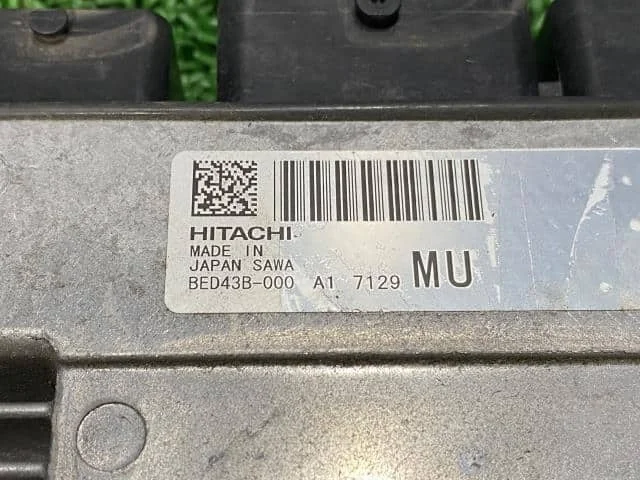 HITACHI
MADE IN
JAPAN SAWA
BED43B-000 A1 7129 MU